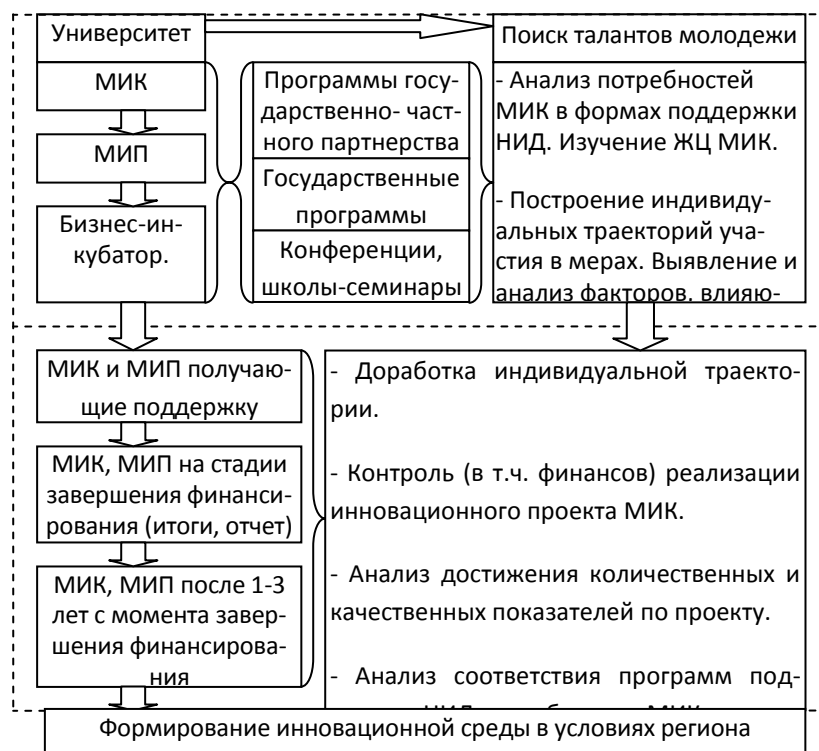 Университет
Поиск талантов молодежи
МИК
МИП
Бизнес-ин-
кубатор.
Программы госу-
дарственно- част-
ного партнерства
Государственные
программы
Конференции,
школы-семинары
- Анализ потребностей
МИК в формах поддержки
НИД. Изучение ЖЦ МИК.
- Построение индивиду-
альных траекторий уча-
стия в мерах. Выявление и
анализ факторов, влияю-
МИК и МИП получаю-
щие поддержку
МИК, МИП на стадии
завершения финанси-
рования (итоги, отчет)
МИК, МИП после 1-3
лет с момента завер-
шения финансирова-
ния
- Доработка индивидуальной траекто-
рии.
- Контроль (в т.ч. финансов) реализации
инновационного проекта МИК.
- Анализ достижения количественных и
качественных показателей по проекту.
- Анализ соответствия программ под-
Формирование инновационной среды в условиях региона